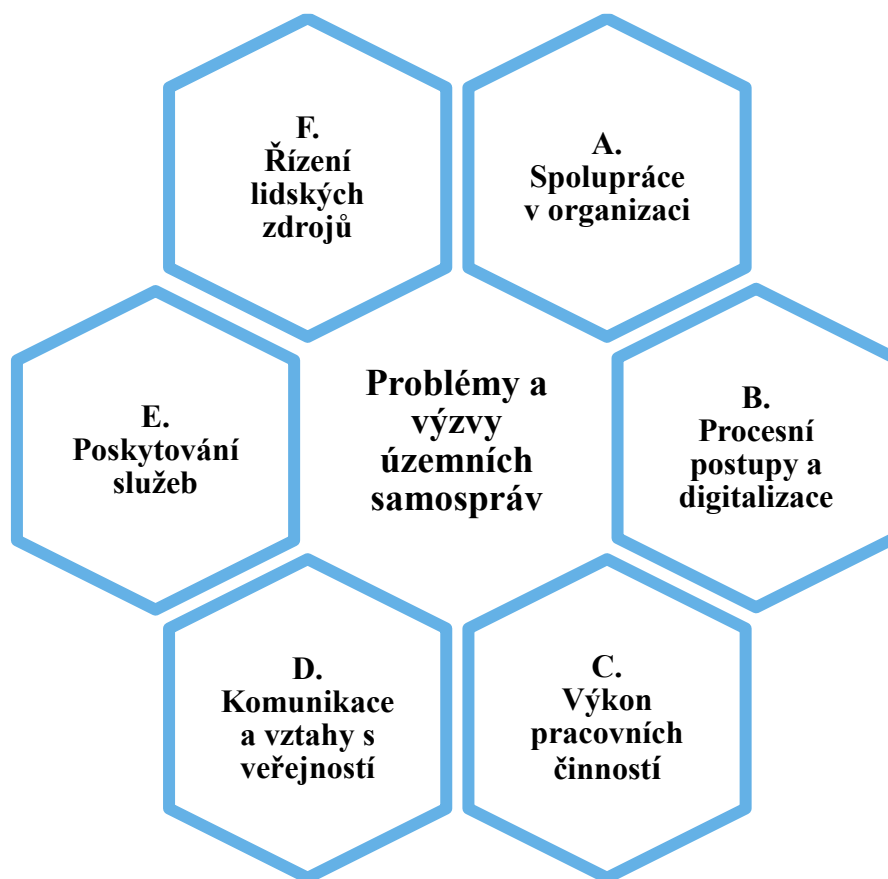 F.
Řízení
lidských
zdrojů
A.
Spolupráce
v organizaci
Problémy a
výzvy
územních
samospráv
B.
Procesní
postupy a
digitalizace
E.
Poskytování
služeb
D.
Komunikace
a vztahy s
veřejností
C.
Výkon
pracovních
činností